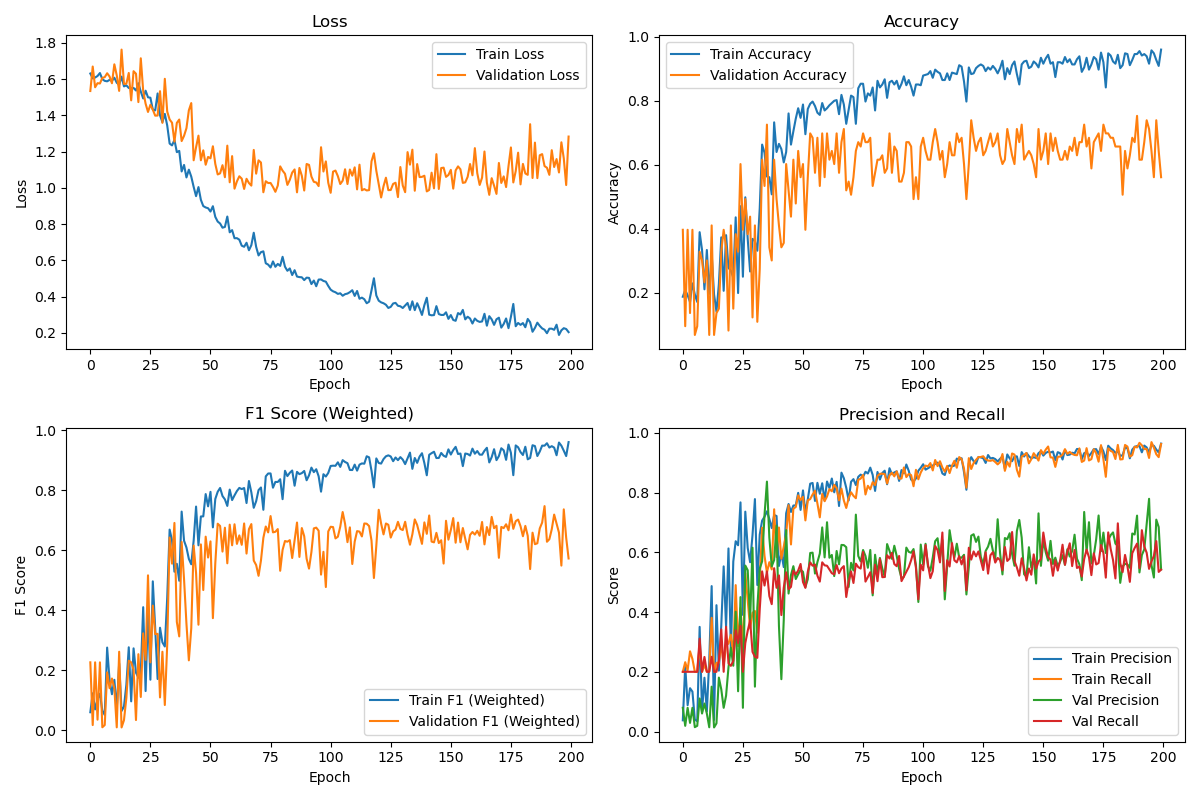 Loss
1.8
1.6
1.4
1.2
1.0
0.8
0.6
0.4
0.2
Loss
Train Loss
Validation Loss
0 25 50 75 100 125 150 175 200
Epoch
Accuracy
1.0
0.8
0.6
0.4
0.2
Accuracy
Train Accuracy
Validation Accuracy
0 25 50 75 100 125 150 175 200
Epoch
F1 Score (Weighted)
1.0
0.8
0.6
0.4
0.2
0.0
F1 Score
Train F1 (Weighted)
Validation F1 (Weighted)
0 25 50 75 100 125 150 175 200
Epoch
Precision and Recall
1.0
0.8
0.6
0.4
0.2
0.0
Score
Train Precision
Train Recall
Val Precision
Val Recall
0 25 50 75 100 125 150 175 200
Epoch